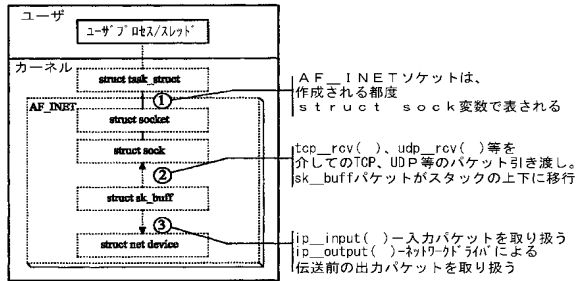 ユーザ
ユーザプロセス/スレッド
カーネル
struct task_struct
①
AF_INET
struct socket
struct sock
②
struct sk_buff
③
struct net device
AF__INETソケットは、
作成される都度
struct sock変数で表される
tcp__rcv( )、udp__rcv( )等を
介してのTCP、UDP等のパケット引き渡し。
sk__buffパケットがスタックの上下に移行
ip__input( )ー入力パケットを取り扱う
ip__output( )ーネットワークドライバによる
伝送前の出力パケットを取り扱う